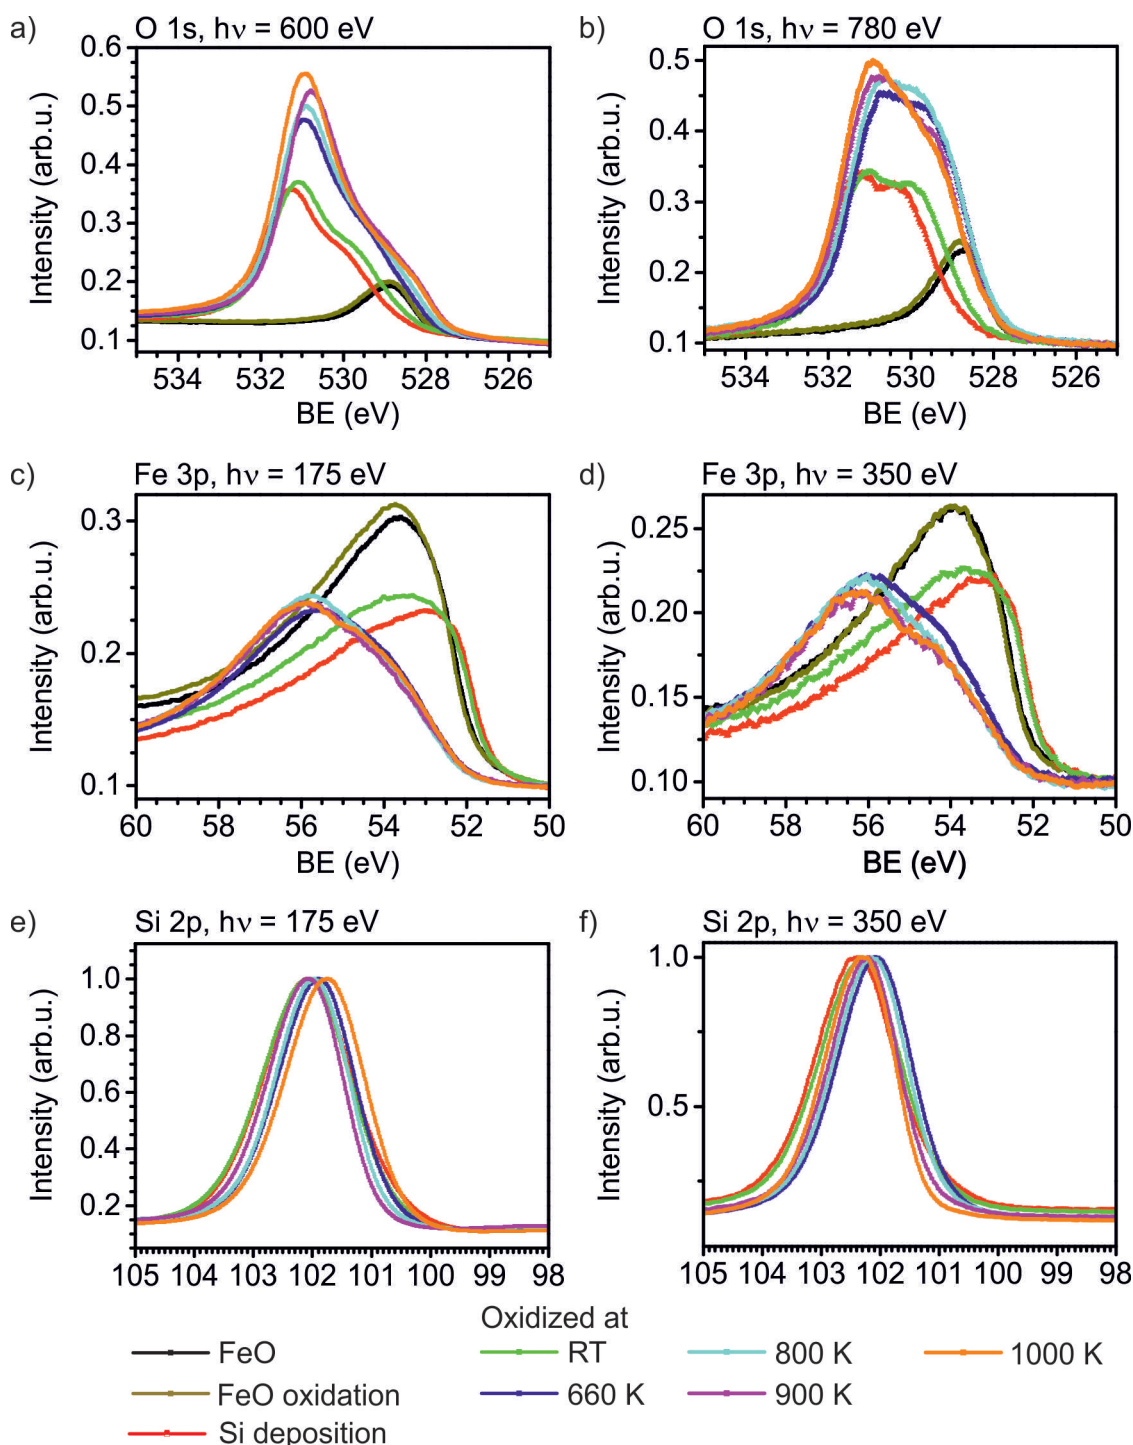 a) O 1s, hν = 600 eV
0.6
0.5
0.4
0.3
0.2
0.1
Intensity (arb.u.)
534 532 530 528 526
BE (eV)
b) O 1s, hν = 780 eV
0.5
0.4
0.3
0.2
0.1
Intensity (arb.u.)
534 532 530 528 526
BE (eV)
c) Fe 3p, hν = 175 eV
0.3
0.2
0.1
Intensity (arb.u.)
60 58 56 54 52 50
BE (eV)
d) Fe 3p, hν = 350 eV
0.25
0.20
0.15
0.10
Intensity (arb.u.)
60 58 56 54 52 50
BE (eV)
e) Si 2p, hν = 175 eV
1.0
0.8
0.6
0.4
0.2
Intensity (arb.u.)
105 104 103 102 101 100 99 98
f) Si 2p, hν = 350 eV
1.0
0.5
Intensity (arb.u.)
105 104 103 102 101 100 99 98
Oxidized at
FeO RT 800 K 1000 K
FeO oxidation 660 K 900 K
Si deposition